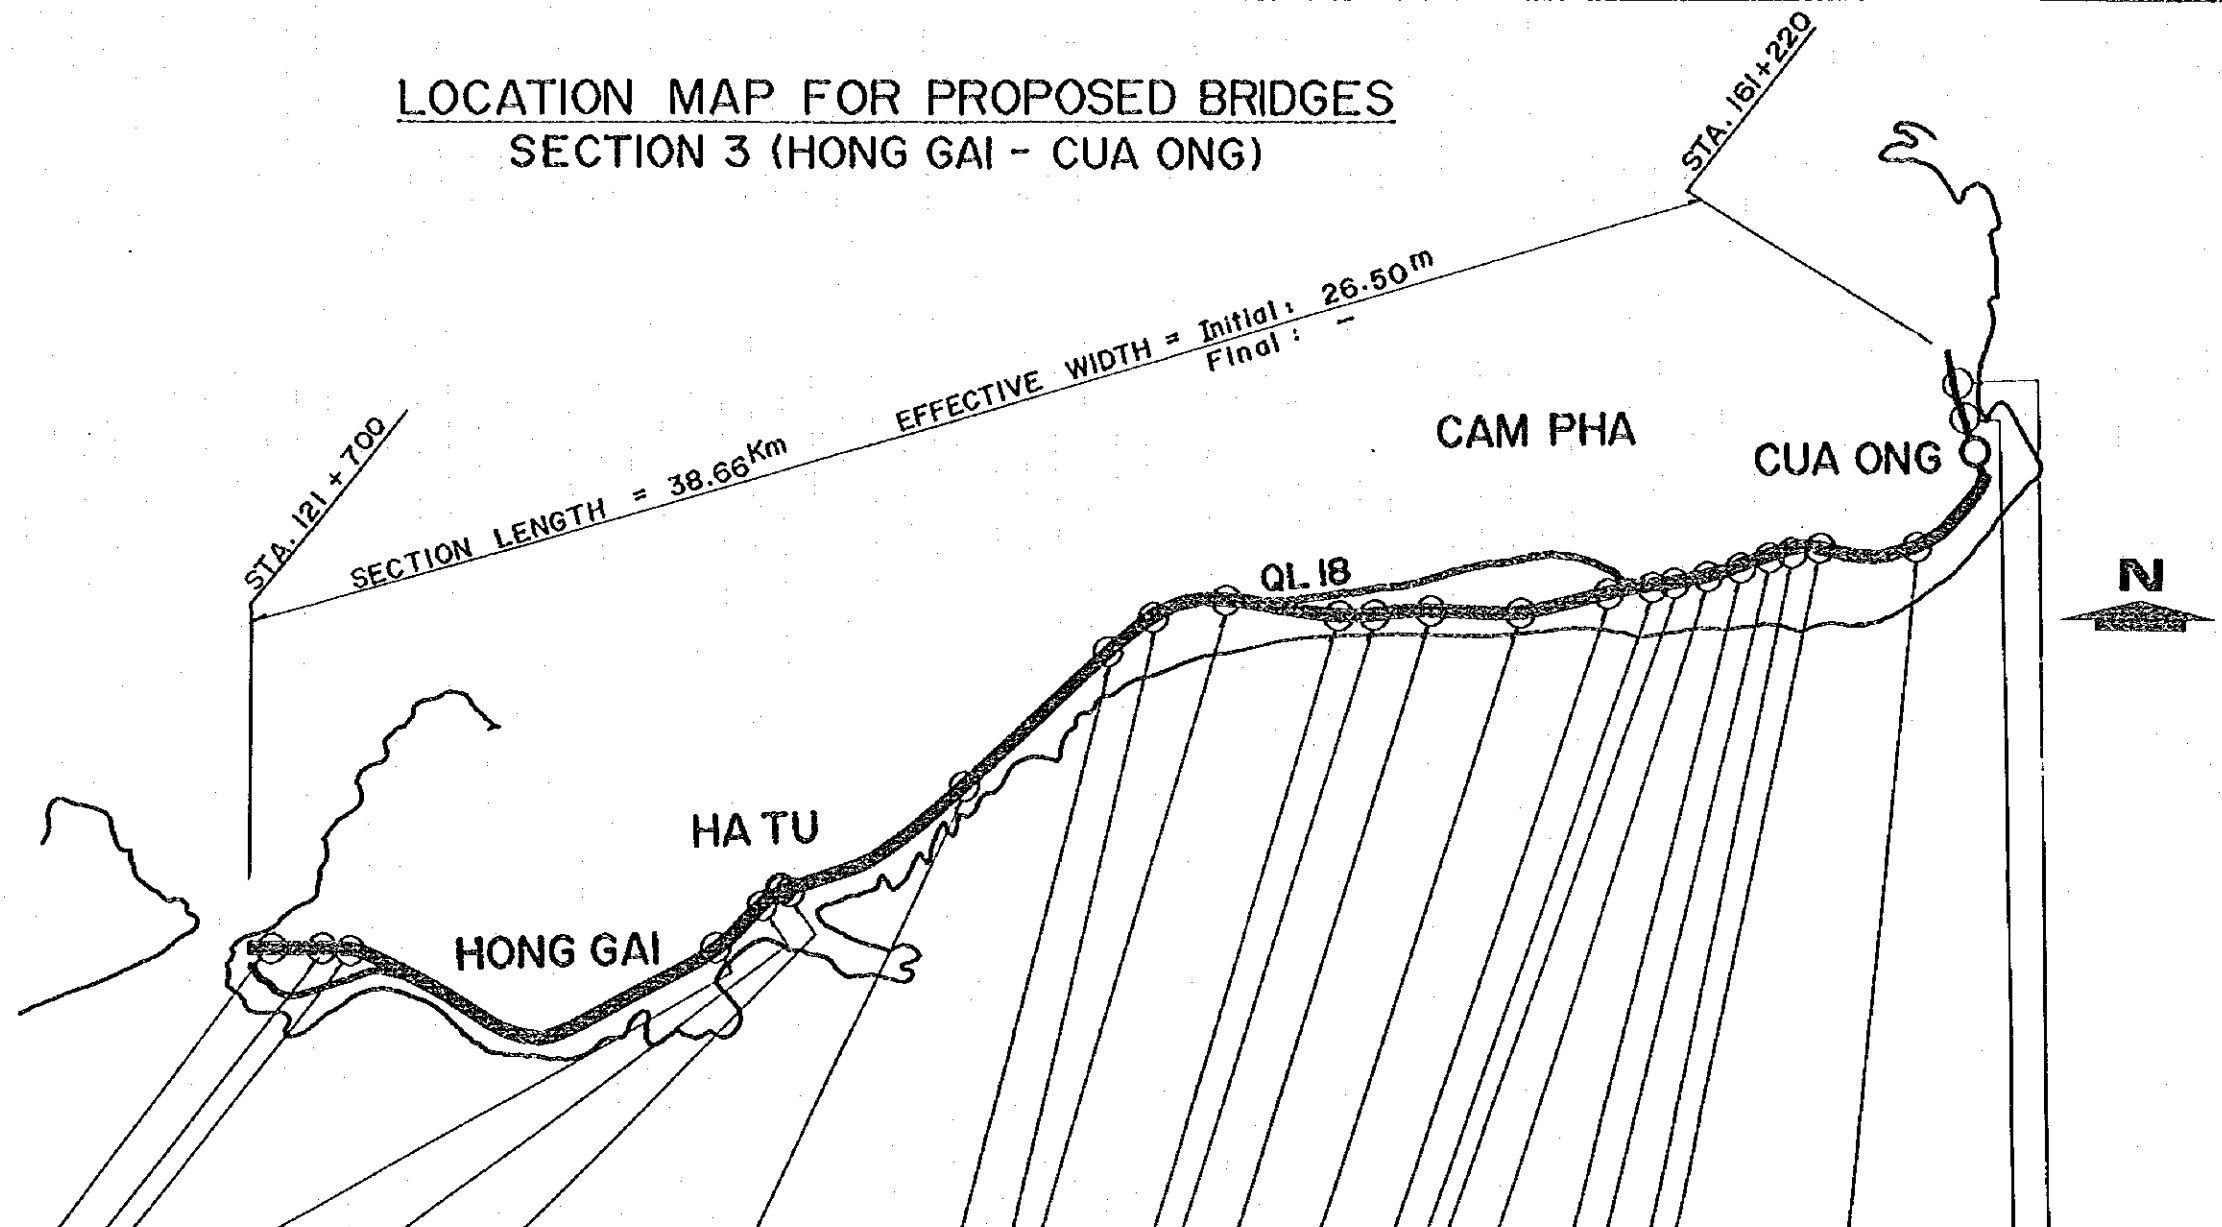 LOCATION MAP FOR PROPOSED BRIDGES
SECTION 3 (HONG GAI - CUA ONG)
STA. 161+220
STA. 121+700
SECTION LENGTH = 38.66Km EFFECTIVE WIDTH = Initial: 26.50m
Final: -
CAM PHA
CUA ONG
QL 18
N
HA TU
HONG GAI